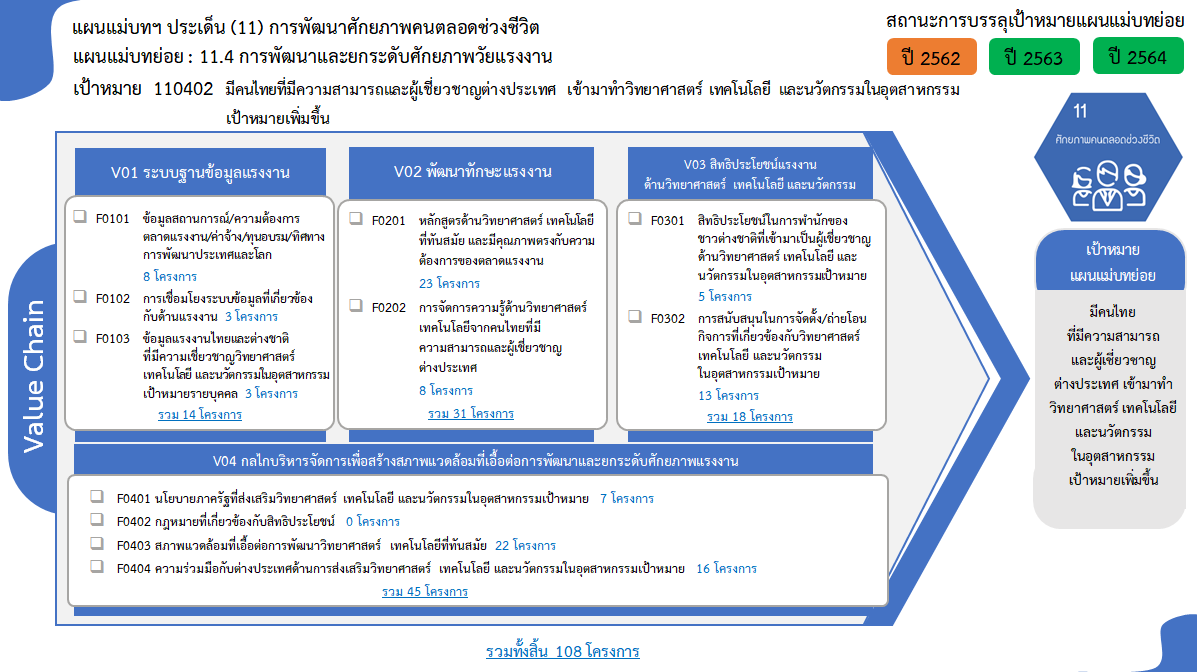 แผนแม่บทฯ ประเด็น (11) การพัฒนาศักยภาพคนตลอดช่วงชีวิต
แผนแม่บทย่อย : 11.4 การพัฒนาและยกระดับศักยภาพวัยแรงงาน
เป้าหมาย 110402 มีคนไทยที่มีความสามารถและผู้เชี่ยวชาญต่างประเทศ เข้ามาทำวิทยาศาสตร์ เทคโนโลยี และนวัตกรรมในอุตสาหกรรม
เป้าหมายเพิ่มขึ้น
สถานะการบรรลุเป้าหมายแผนแม่บทย่อย
ปี 2562
ปี 2563
ปี 2564
11
ศักยภาพคนตลอดช่วงชีวิต
เป้าหมาย
แผนแม่บทย่อย
มีคนไทย
ที่มีความสามารถ
และผู้เชี่ยวชาญ
ต่างประเทศ เข้ามาทำ
วิทยาศาสตร์ เทคโนโลยี
และนวัตกรรม
ในอุตสาหกรรม
เป้าหมายเพิ่มขึ้น
Value Chain
V01 ระบบฐานข้อมูลแรงงาน
F0101 ข้อมูลสถานการณ์/ความต้องการ
ตลาดแรงงาน/ค่าจ้าง/ทุนอบรม/ทิศทาง
การพัฒนาประเทศและโลก
8 โครงการ
F0102 การเชื่อมโยงระบบข้อมูลที่เกี่ยวข้อง
กับด้านแรงงาน 3 โครงการ
F0103 ข้อมูลแรงงานไทยและต่างชาติ
ที่มีความเชี่ยวชาญวิทยาศาสตร์
เทคโนโลยี และนวัตกรรมในอุตสาหกรรม
เป้าหมายรายบุคคล 3 โครงการ
รวม 14 โครงการ
V02 พัฒนาทักษะแรงงาน
F0201 หลักสูตรด้านวิทยาศาสตร์ เทคโนโลยี
ที่ทันสมัย และมีคุณภาพตรงกับความ
ต้องการของตลาดแรงงาน
23 โครงการ
F0202 การจัดการความรู้ด้านวิทยาศาสตร์
เทคโนโลยีจากคนไทยที่มี
ความสามารถและผู้เชี่ยวชาญ
ต่างประเทศ
8 โครงการ
รวม 31 โครงการ
V03 สิทธิประโยชน์แรงงาน
ด้านวิทยาศาสตร์ เทคโนโลยี และนวัตกรรม
F0301 สิทธิประโยชน์ในการพำนักของ
ชาวต่างชาติที่เข้ามาเป็นผู้เชี่ยวชาญ
ด้านวิทยาศาสตร์ เทคโนโลยี และ
นวัตกรรมในอุตสาหกรรมเป้าหมาย
5 โครงการ
F0302 การสนับสนุนในการจัดตั้ง/ถ่ายโอน
กิจการที่เกี่ยวข้องกับวิทยาศาสตร์
เทคโนโลยี และนวัตกรรม
ในอุตสาหกรรมเป้าหมาย
13 โครงการ
รวม 18 โครงการ
V04 กลไกบริหารจัดการเพื่อสร้างสภาพแวดล้อมที่เอื้อต่อการพัฒนาและยกระดับศักยภาพแรงงาน
F0401 นโยบายภาครัฐที่ส่งเสริมวิทยาศาสตร์ เทคโนโลยี และนวัตกรรมในอุตสาหกรรมเป้าหมาย 7 โครงการ
F0402 กฎหมายที่เกี่ยวข้องกับสิทธิประโยชน์ 0 โครงการ
F0403 สภาพแวดล้อมที่เอื้อต่อการพัฒนาวิทยาศาสตร์ เทคโนโลยีที่ทันสมัย 22 โครงการ
F0404 ความร่วมมือกับต่างประเทศด้านการส่งเสริมวิทยาศาสตร์ เทคโนโลยี และนวัตกรรมในอุตสาหกรรมเป้าหมาย 16 โครงการ
รวม 45 โครงการ
รวมทั้งสิ้น 108 โครงการ